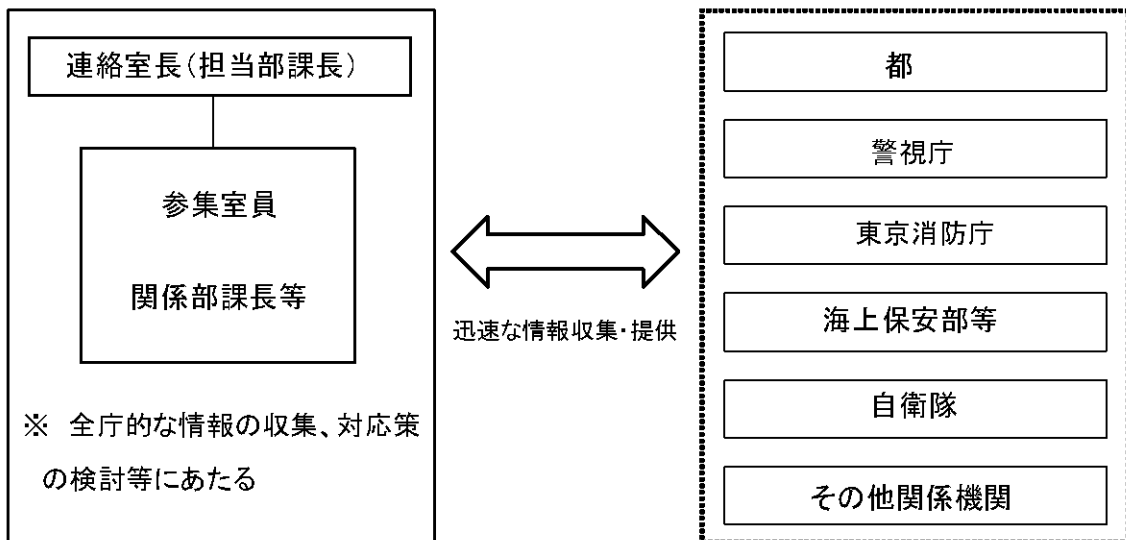 連絡室長（担当部課長）
参集室員
関係部課長等
※　全庁的な情報の収集、対応策
の検討等にあたる
迅速な情報収集・提供
都
警視庁
東京消防庁
海上保安部等
自衛隊
その他関係機関